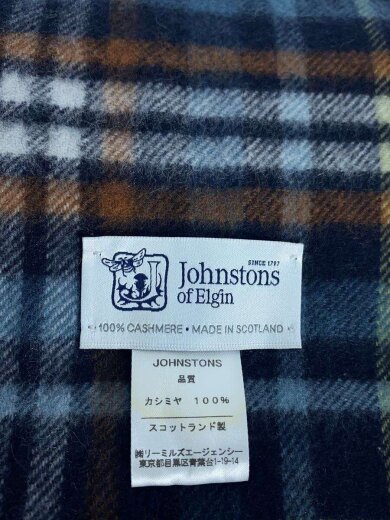 SINCE 1797
Johnstons
of Elgin
100% CASHMERE • MADE IN SCOTLAND
JOHNSTONS
品質
カシミヤ 100%
スコットランド製
㈱リーミルズエージェンシー
東京都目黒区青葉台1-19-14